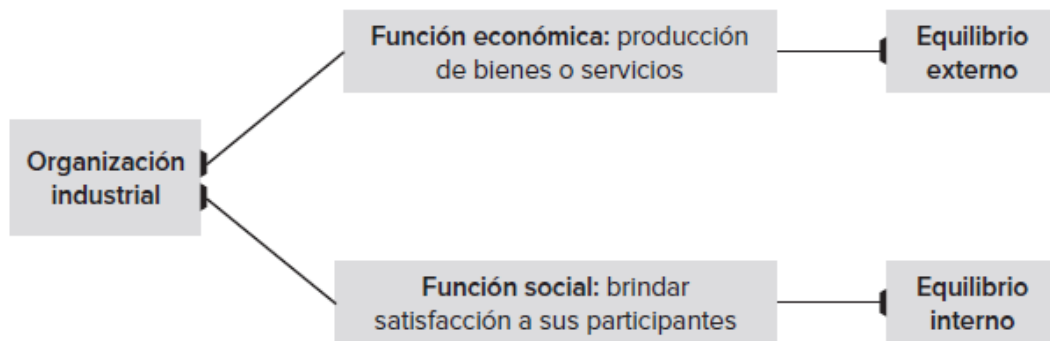 Función económica: producción
de bienes o servicios
Equilibrio
externo
Organización
industrial
Función social: brindar
satisfacción a sus participantes
Equilibrio
interno